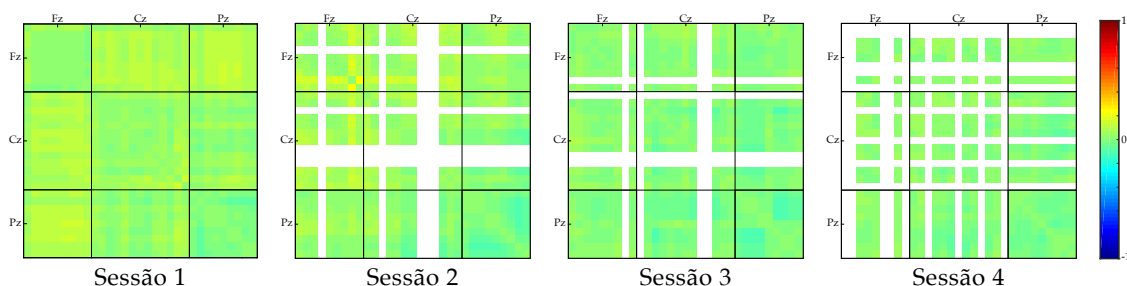 Fz Cz Pz Fz Cz Pz Fz Cz Pz Fz Cz Pz 1
Fz Fz Fz Fz
Cz Cz Cz Cz 0
Pz Pz Pz Pz
-1
Sessão 1 Sessão 2 Sessão 3 Sessão 4